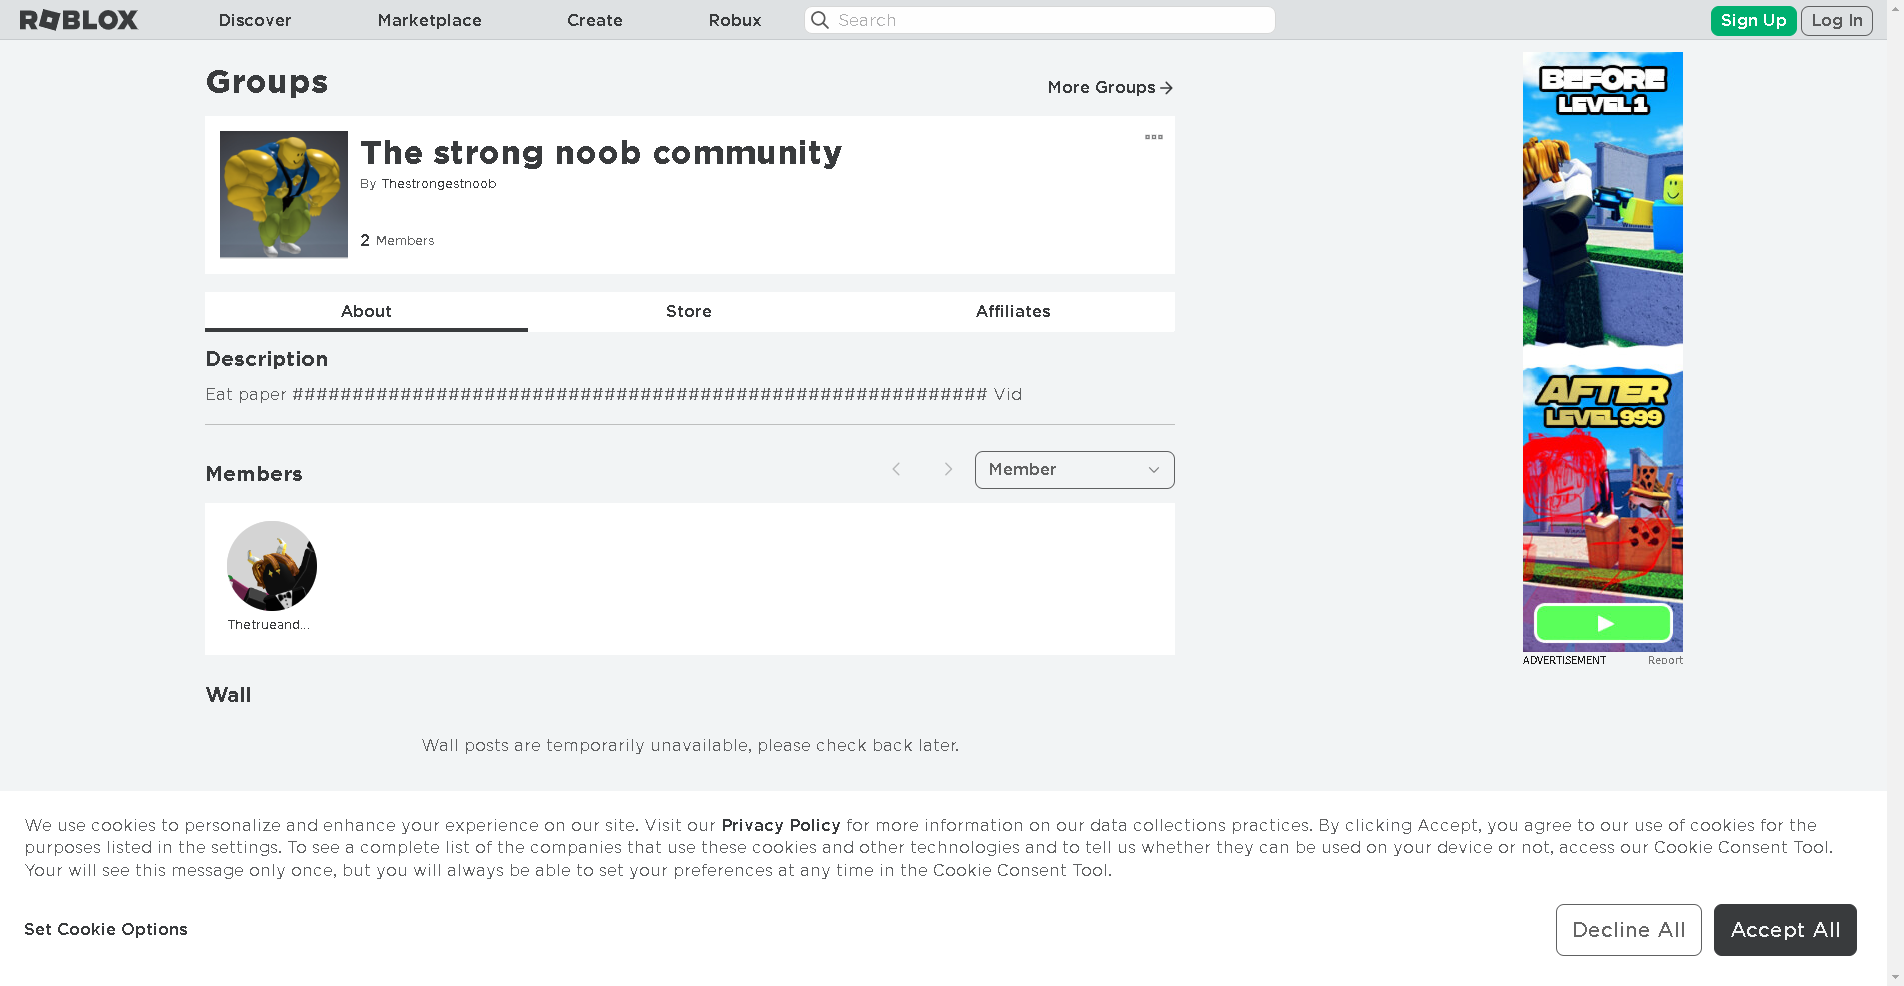 ROBLOX Discover Marketplace Create Robux Search Sign Up Log In
Groups
More Groups
The strong noob community
By Thestrongestnoob
2 Members
About Store Affiliates
Description
Eat paper ########################################################## Vid
Members
Member
Thetrueand...
Wall
Wall posts are temporarily unavailable, please check back later.
BEFORE
LEVEL 1
AFTER
LEVEL 999
ADVERTISEMENT Report
We use cookies to personalize and enhance your experience on our site. Visit our Privacy Policy for more information on our data collections practices. By clicking Accept, you agree to our use of cookies for the
purposes listed in the settings. To see a complete list of the companies that use these cookies and other technologies and to tell us whether they can be used on your device or not, access our Cookie Consent Tool.
Your will see this message only once, but you will always be able to set your preferences at any time in the Cookie Consent Tool.
Set Cookie Options
Decline All
Accept All